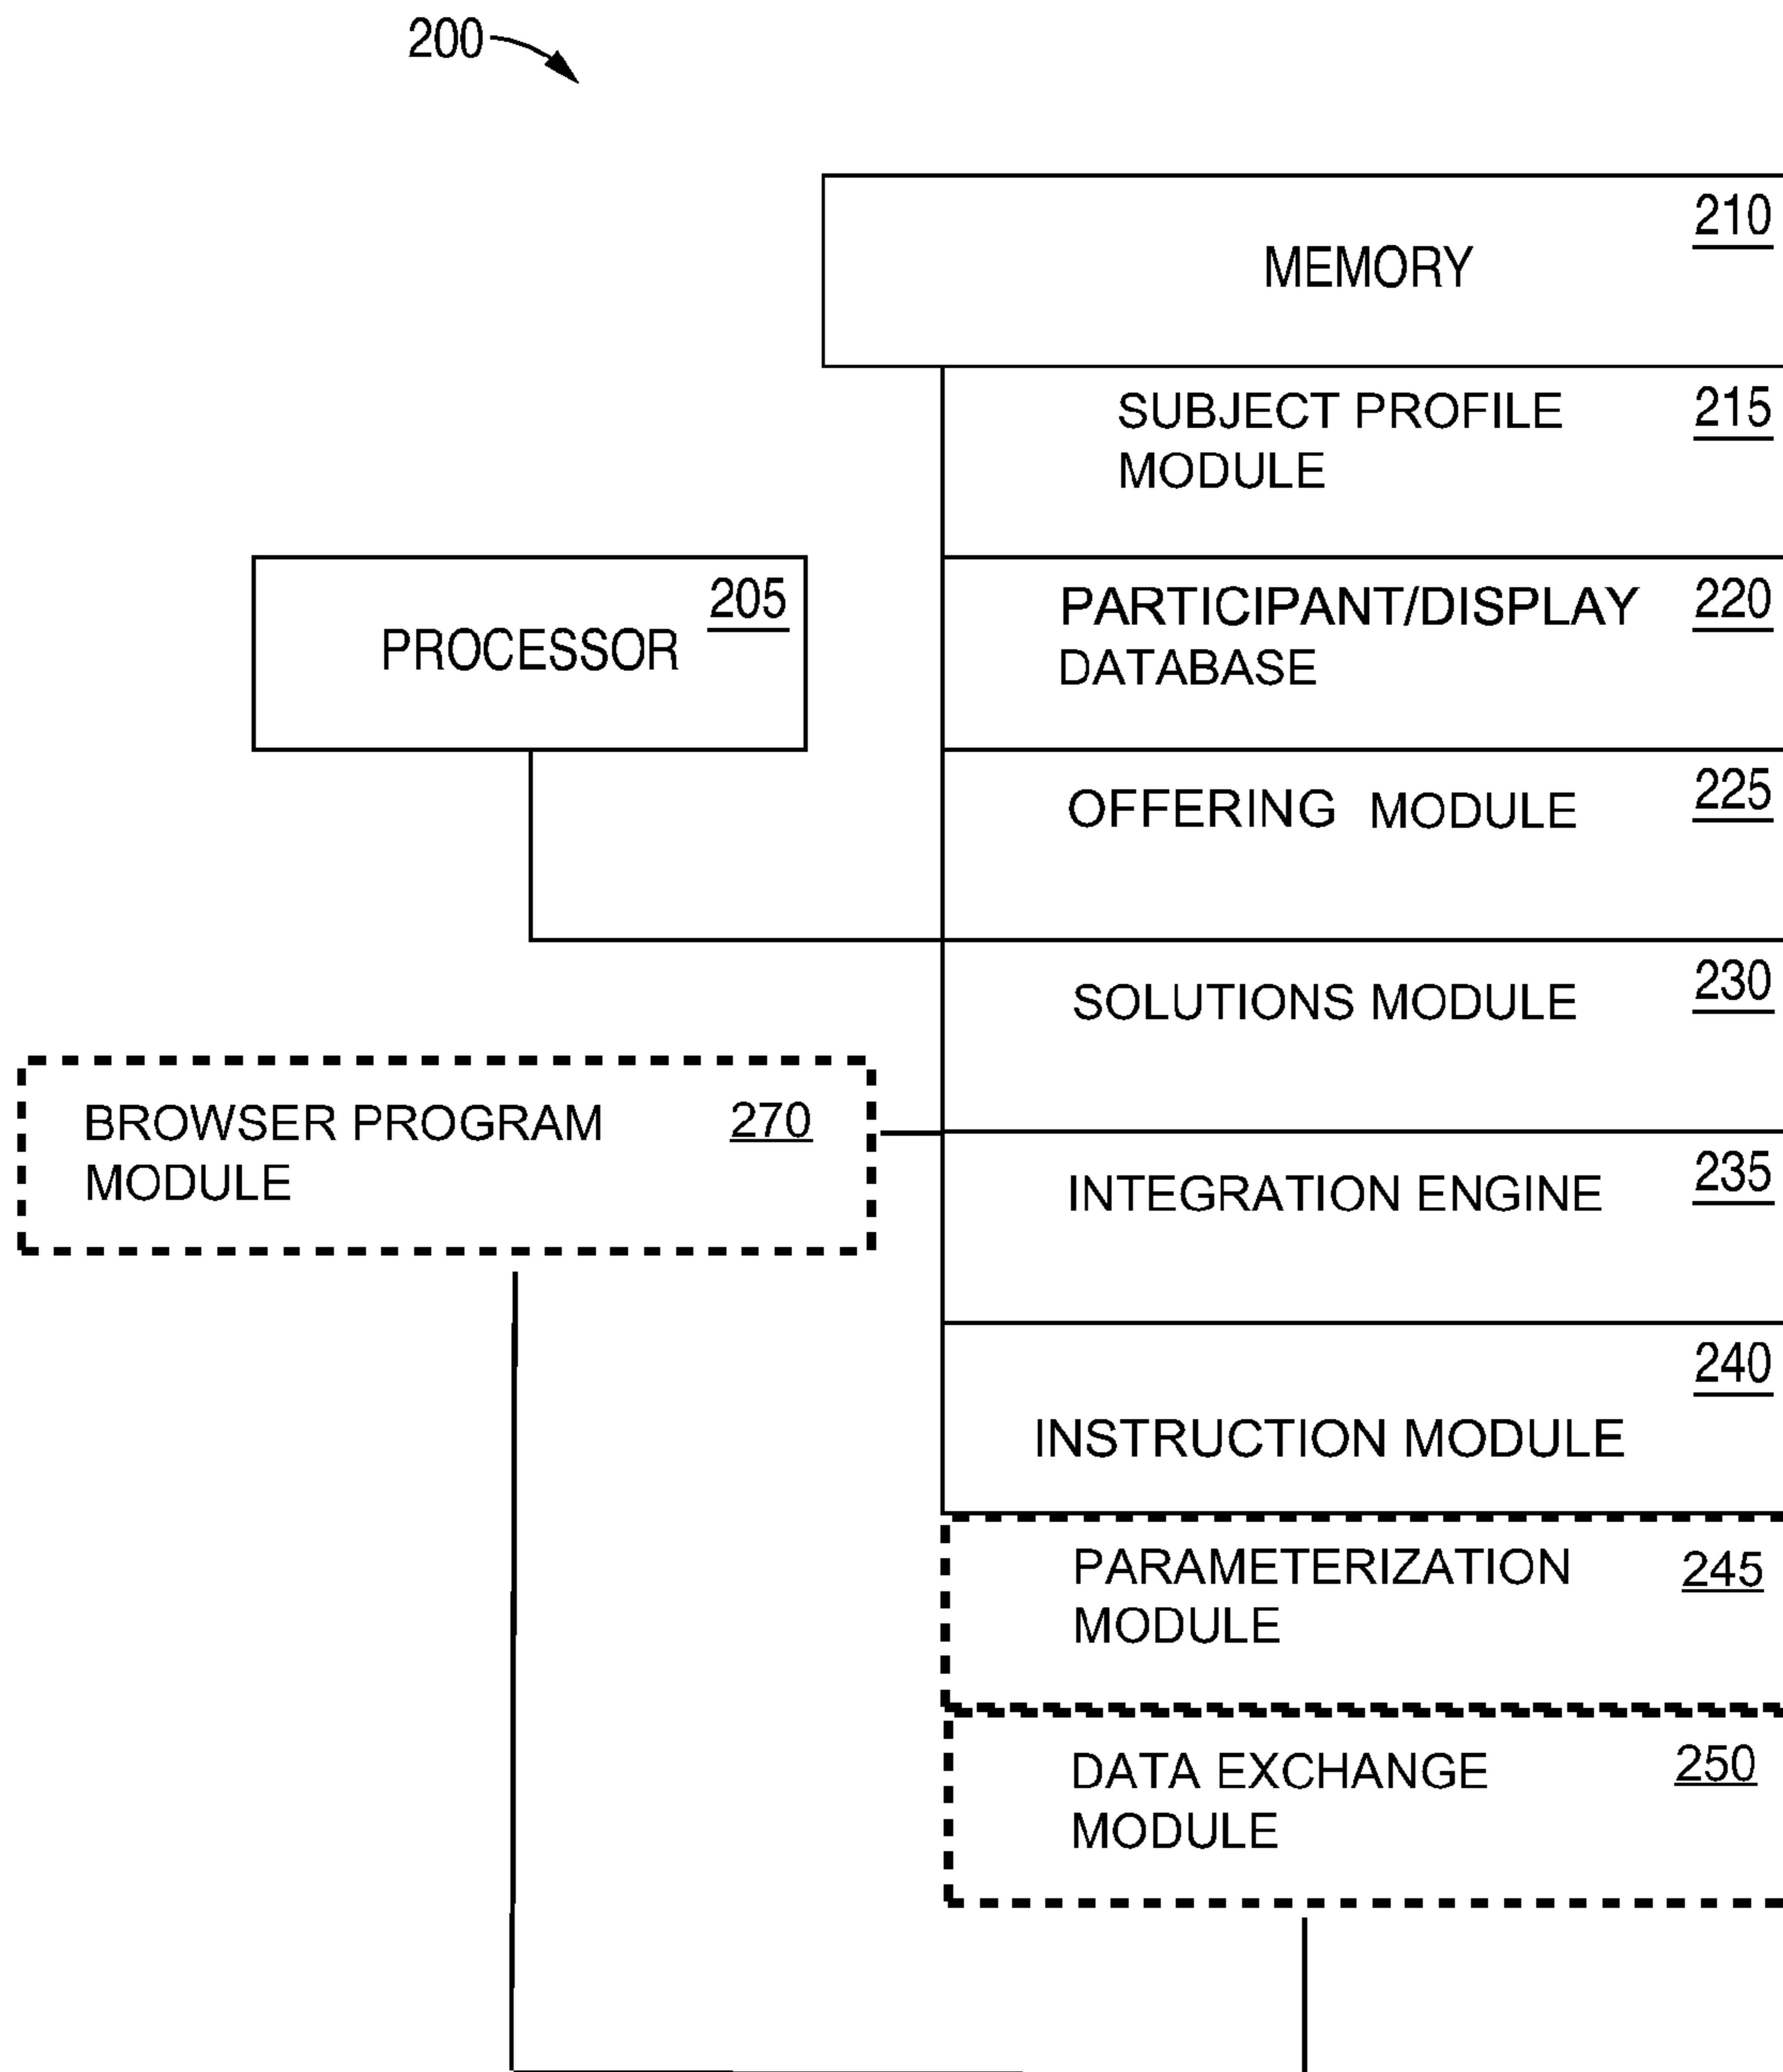 200
210
MEMORY
215
SUBJECT PROFILE
MODULE
205
PROCESSOR
220
PARTICIPANT/DISPLAY
DATABASE
225
OFFERING MODULE
230
SOLUTIONS MODULE
BROWSER PROGRAM 270
MODULE
235
INTEGRATION ENGINE
240
INSTRUCTION MODULE
PARAMETERIZATION 245
MODULE
DATA EXCHANGE 250
MODULE